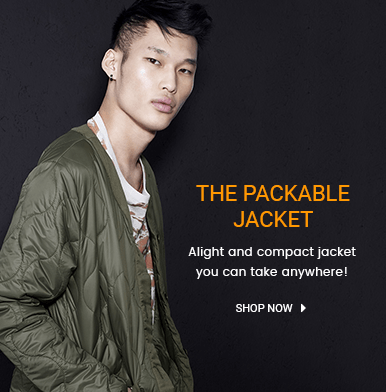 THE PACKABLE
JACKET
Alight and compact jacket
you can take anywhere!
SHOP NOW